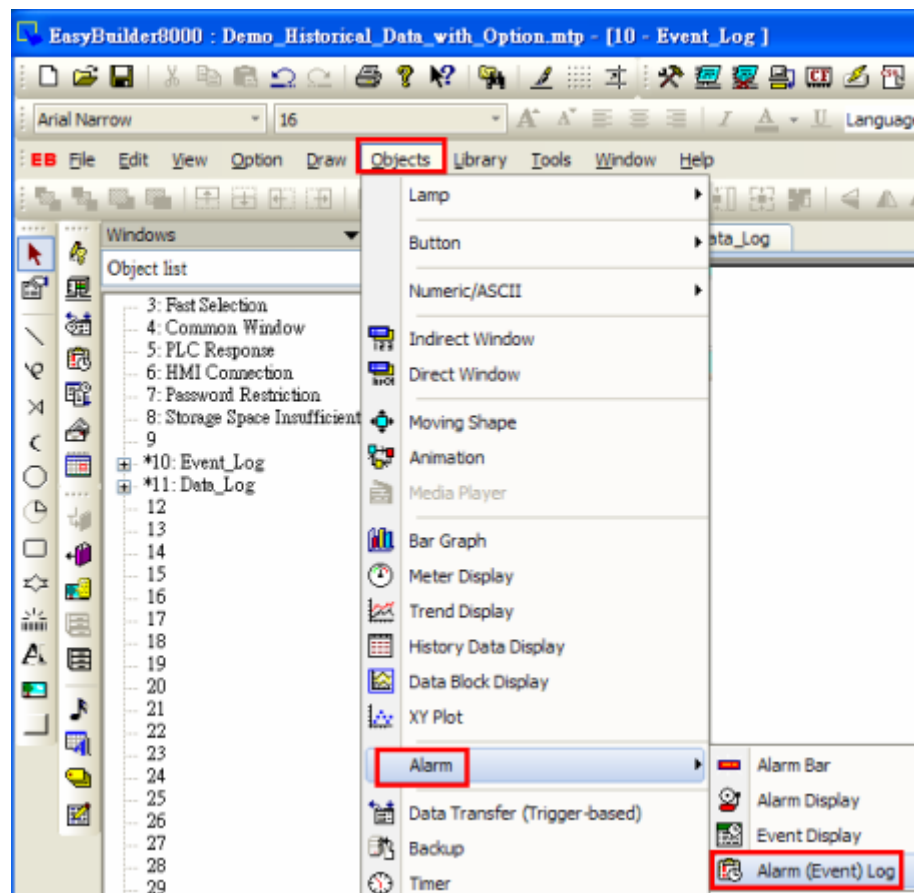 EasyBuilder8000 : Demo_Historical_Data_with_Option.mtp - [10 - Event_Log ]
Arial Narrow 16 A A I A U Languag
EB File Edit View Option Draw Objects Library Tools Window Help
Windows
Object list
3: Fast Selection
4: Common Window
5: PLC Response
6: HMI Connection
7: Password Restriction
8: Storage Space Insufficient
9
*10: Event_Log
*11: Data_Log
12
13
14
15
16
17
18
19
20
21
22
23
24
25
26
27
28
29
Lamp
Button
Numeric/ASCII
Indirect Window
Direct Window
Moving Shape
Animation
Media Player
Bar Graph
Meter Display
Trend Display
History Data Display
Data Block Display
XY Plot
Alarm
Data Transfer (Trigger-based)
Backup
Timer
ata_Log
Alarm Bar
Alarm Display
Event Display
Alarm (Event) Log